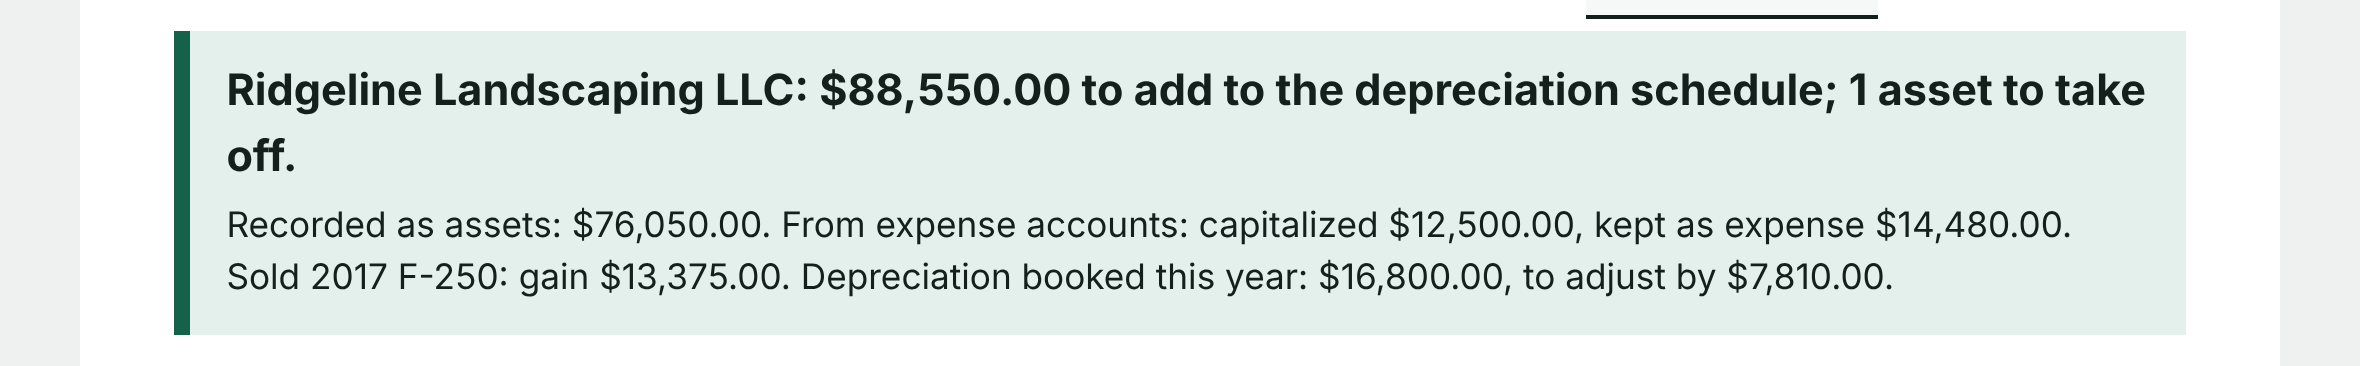 Ridgeline Landscaping LLC: $88,550.00 to add to the depreciation schedule; 1 asset to take
off.
Recorded as assets: $76,050.00. From expense accounts: capitalized $12,500.00, kept as expense $14,480.00.
Sold 2017 F-250: gain $13,375.00. Depreciation booked this year: $16,800.00, to adjust by $7,810.00.